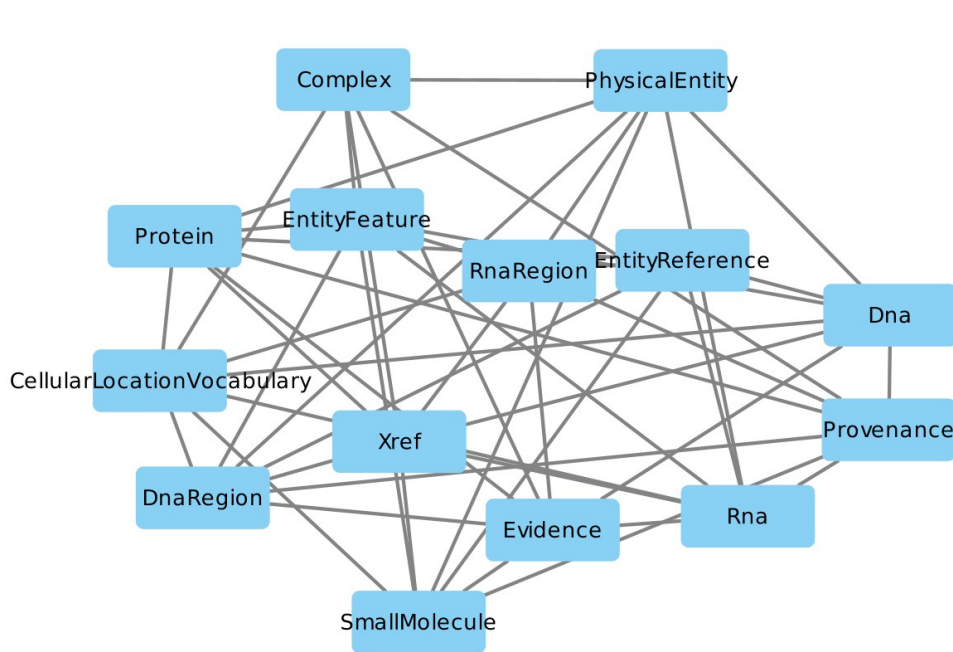 Complex
PhysicalEntity
EntityFeature
Protein
RnaRegion
EntityReference
Dna
CellularLocationVocabulary
Xref
Provenance
DnaRegion
Evidence
Rna
SmallMolecule